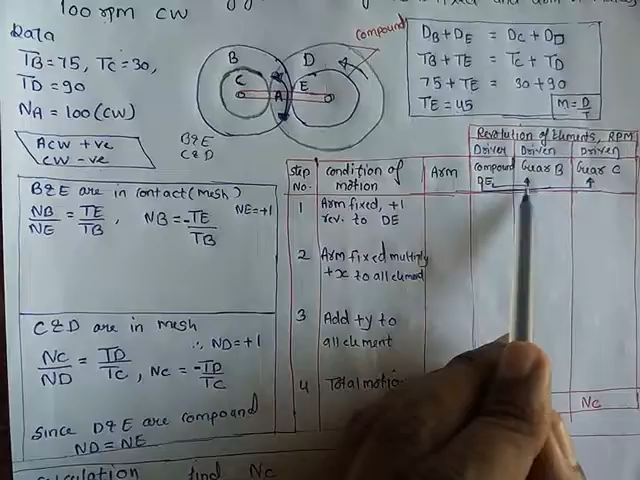 100 rpm CW
Data
TB = 75, TC = 30,
TD = 90
NA = 100 (CW)
ACW +ve
CW -ve
B&E
C&D
B
C
A
D
E
compound
DB + DE = DC + DD
TB + TE = TC + TD
75 + TE = 30 + 90
TE = 45
M = D/T
B&E are in contact (mesh)
NB/NE = TE/TB, NB = -TE/TB NE = +1
C&D are in mesh
∴ ND = +1
NC/ND = TD/TC, NC = -TD/TC
Since D&E are compound
ND = NE
Revolution of Elements, RPM
Driver Driven Driven
Step No. Condition of motion Arm Compound DE Gear B Gear C
1 Arm fixed, +1 rev. to DE
2 Arm fixed multiply +x to all element
3 Add +y to all element
4 Total motion
NC
calculation find NC